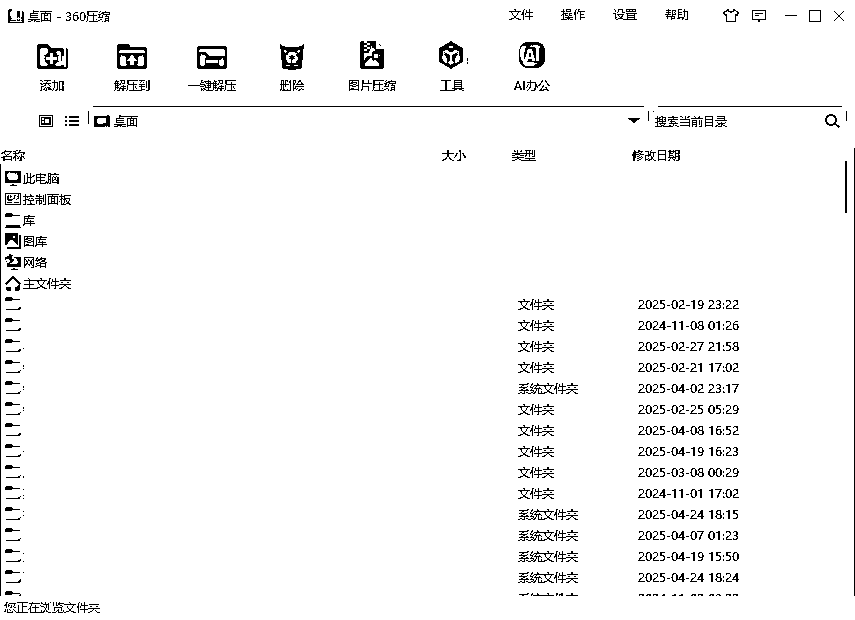 桌面 - 360压缩 文件 操作 设置 帮助
添加 解压到 一键解压 删除 图片压缩 工具 AI办公
桌面 搜索当前目录
名称 大小 类型 修改日期
此电脑
控制面板
库
图库
网络
主文件夹
文件夹 2025-02-19 23:22
文件夹 2024-11-08 01:26
文件夹 2025-02-27 21:58
文件夹 2025-02-21 17:02
系统文件夹 2025-04-02 23:17
文件夹 2025-02-25 05:29
文件夹 2025-04-08 16:52
文件夹 2025-04-19 16:23
文件夹 2025-03-08 00:29
文件夹 2024-11-01 17:02
系统文件夹 2025-04-24 18:15
系统文件夹 2025-04-07 01:23
系统文件夹 2025-04-19 15:50
系统文件夹 2025-04-24 18:24
您正在浏览文件夹